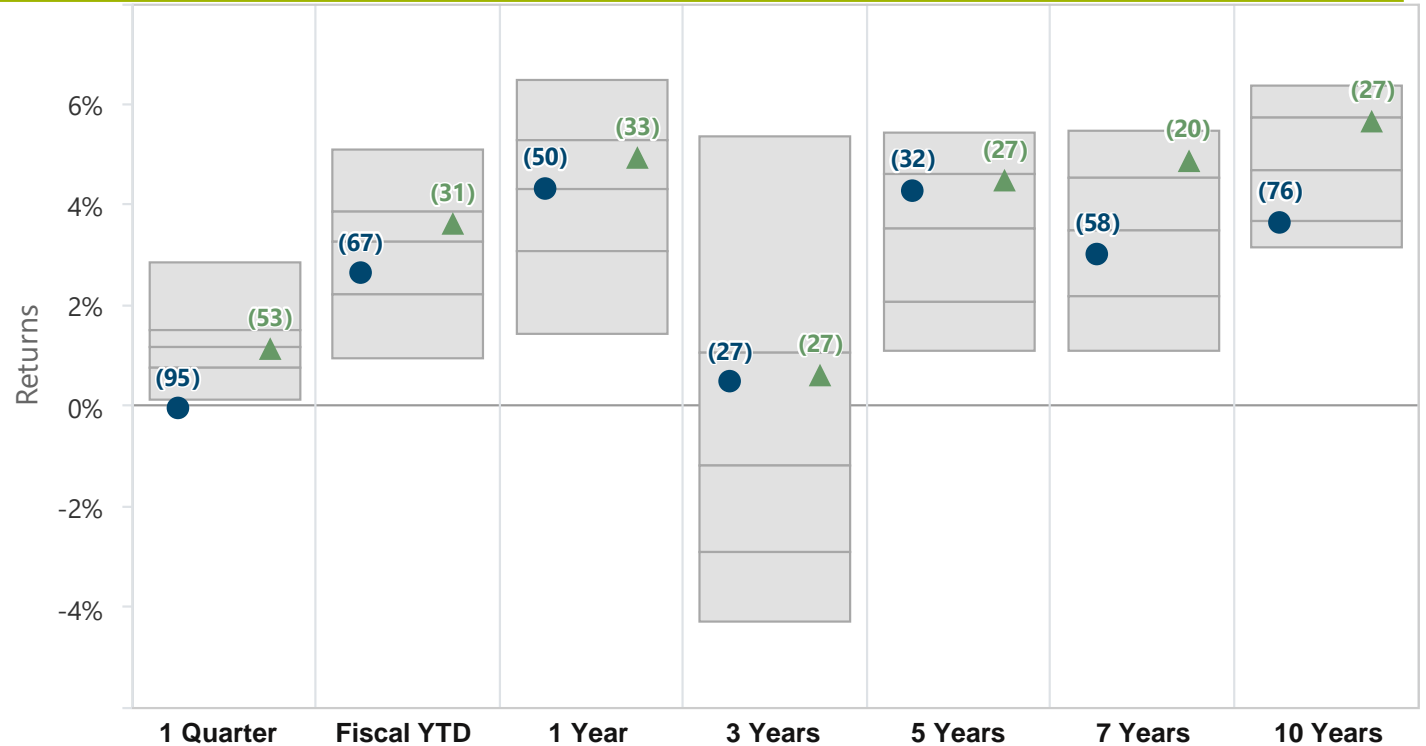 Returns
6%
4%
2%
0%
-2%
-4%
(95)
(53)
(67)
(31)
(50)
(33)
(27)
(27)
(32)
(27)
(58)
(20)
(76)
(27)
1 Quarter
Fiscal YTD
1 Year
3 Years
5 Years
7 Years
10 Years